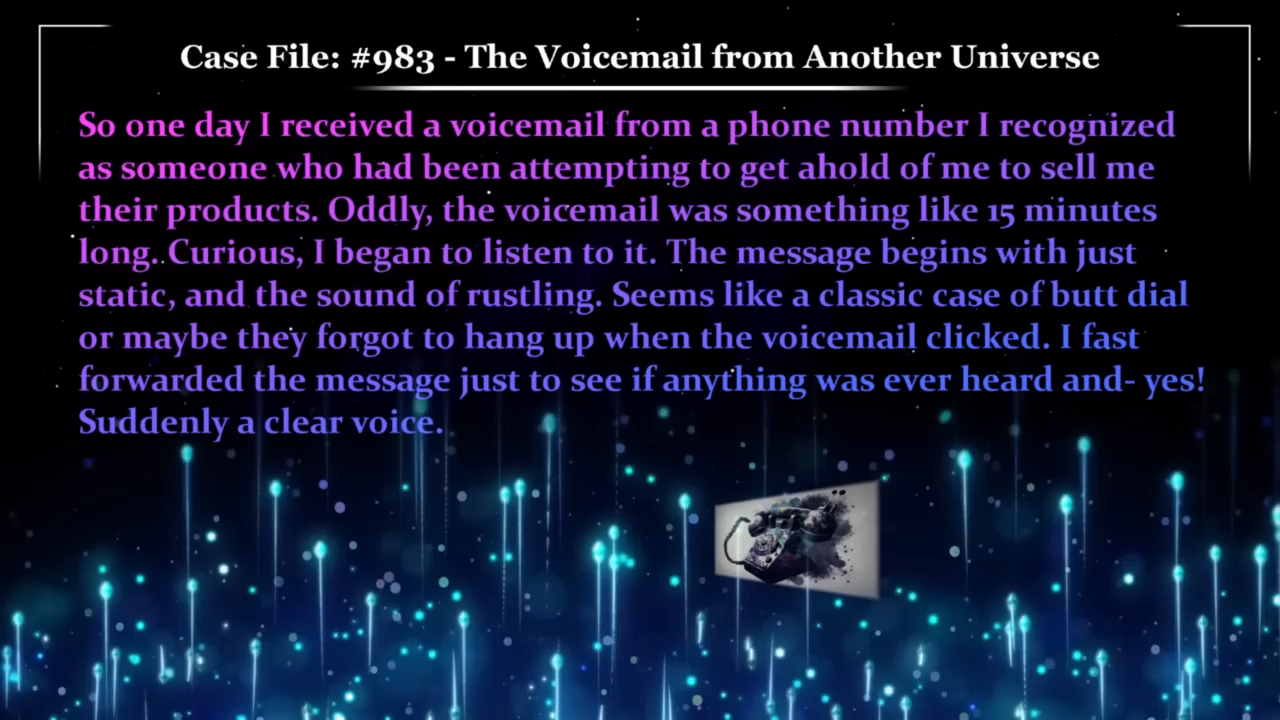 Case File: #983 - The Voicemail from Another Universe
So one day I received a voicemail from a phone number I recognized
as someone who had been attempting to get ahold of me to sell me
their products. Oddly, the voicemail was something like 15 minutes
long. Curious, I began to listen to it. The message begins with just
static, and the sound of rustling. Seems like a classic case of butt dial
or maybe they forgot to hang up when the voicemail clicked. I fast
forwarded the message just to see if anything was ever heard and- yes!
Suddenly a clear voice.